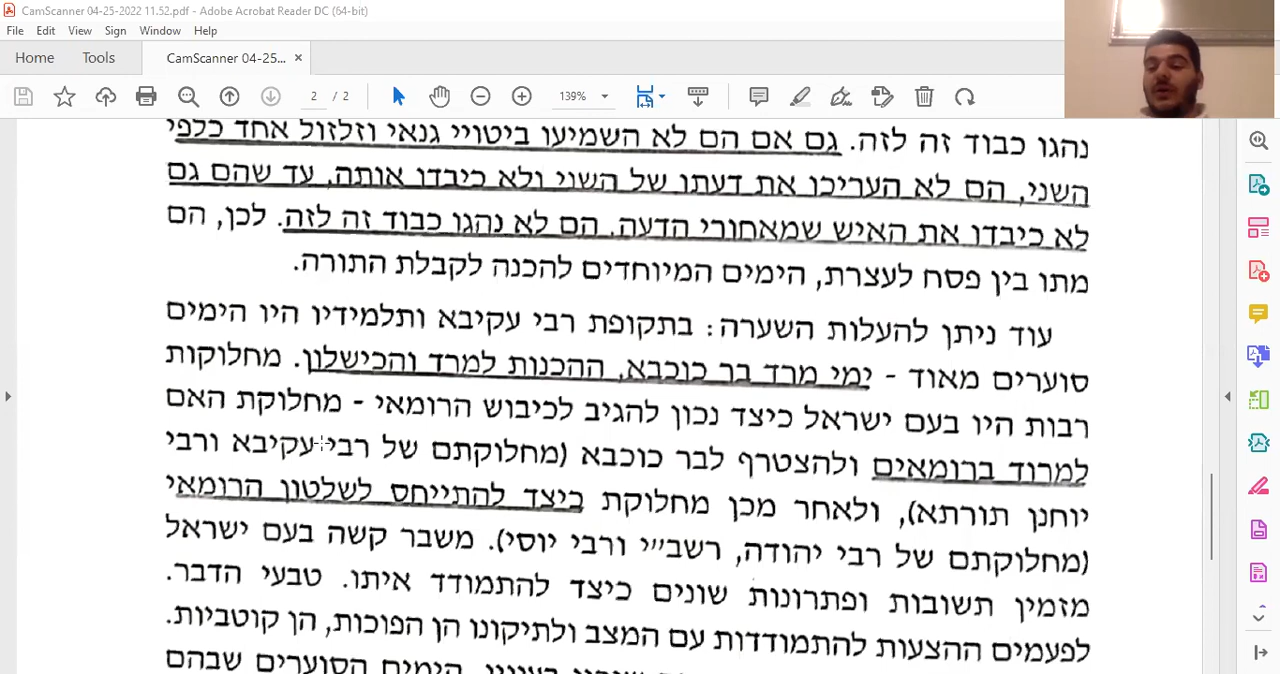 CamScanner 04-25-2022 11.52.pdf - Adobe Acrobat Reader DC (64-bit)
File Edit View Sign Window Help
Home Tools CamScanner 04-25... ×
2 / 2 139%
נהגו כבוד זה לזה. גם אם הם לא השמיעו ביטויי גנאי וזלזול אחד כלפי
השני, הם לא העריכו את דעתו של השני ולא כיבדו אותה, עד שהם גם
לא כיבדו את האיש שמאחורי הדעה. הם לא נהגו כבוד זה לזה. לכן, הם
מתו בין פסח לעצרת, הימים המיוחדים להכנה לקבלת התורה.
עוד ניתן להעלות השערה: בתקופת רבי עקיבא ותלמידיו היו הימים
סוערים מאוד - ימי מרד בר כוכבא, ההכנות למרד והכישלון. מחלוקות
רבות היו בעם ישראל כיצד נכון להגיב לכיבוש הרומאי - מחלוקת האם
למרוד ברומאים ולהצטרף לבר כוכבא (מחלוקתם של רבי עקיבא ורבי
יוחנן תורתא), ולאחר מכן מחלוקת כיצד להתייחס לשלטון הרומאי
(מחלוקתם של רבי יהודה, רשב״י ורבי יוסי). משבר קשה בעם ישראל
מזמין תשובות ופתרונות שונים כיצד להתמודד איתו. טבעי הדבר.
לפעמים ההצעות להתמודדות עם המצב ולתיקונו הן הפוכות, הן קוטביות.
הימים הסוערים שבהם